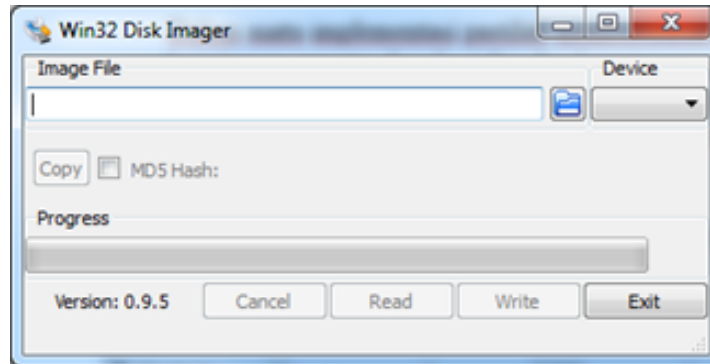 Win32 Disk Imager
Image File Device
Copy MD5 Hash:
Progress
Version: 0.9.5 Cancel Read Write Exit